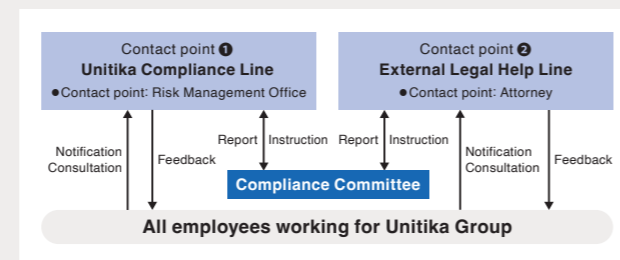 Contact point ❶
Unitika Compliance Line
●Contact point: Risk Management Office
Contact point ❷
External Legal Help Line
●Contact point: Attorney
Notification
Consultation
Feedback
Report
Instruction
Report
Instruction
Notification
Consultation
Feedback
Compliance Committee
All employees working for Unitika Group